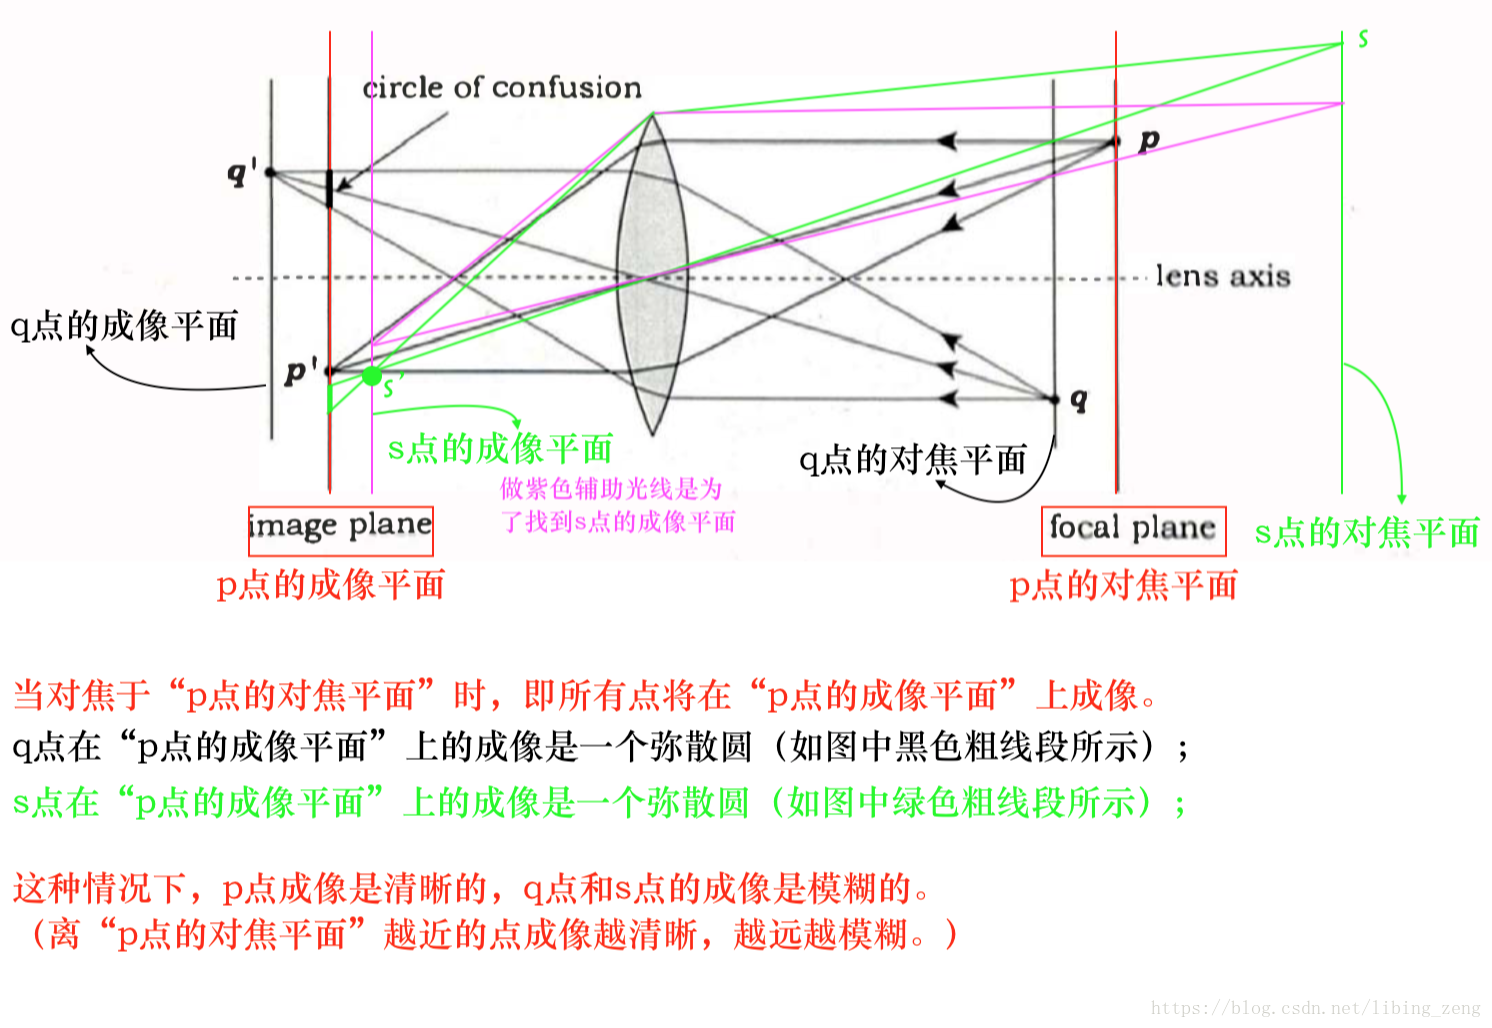 s
circle of confusion
p
q'
lens axis
q点的成像平面
p'
s'
q
s点的成像平面
q点的对焦平面
做紫色辅助光线是为
了找到s点的成像平面
image plane
focal plane
s点的对焦平面
p点的成像平面
p点的对焦平面
当对焦于“p点的对焦平面”时，即所有点将在“p点的成像平面”上成像。
q点在“p点的成像平面”上的成像是一个弥散圆（如图中黑色粗线段所示）；
s点在“p点的成像平面”上的成像是一个弥散圆（如图中绿色粗线段所示）；
这种情况下，p点成像是清晰的，q点和s点的成像是模糊的。
（离“p点的对焦平面”越近的点成像越清晰，越远越模糊。）
https://blog.csdn.net/libing_zeng